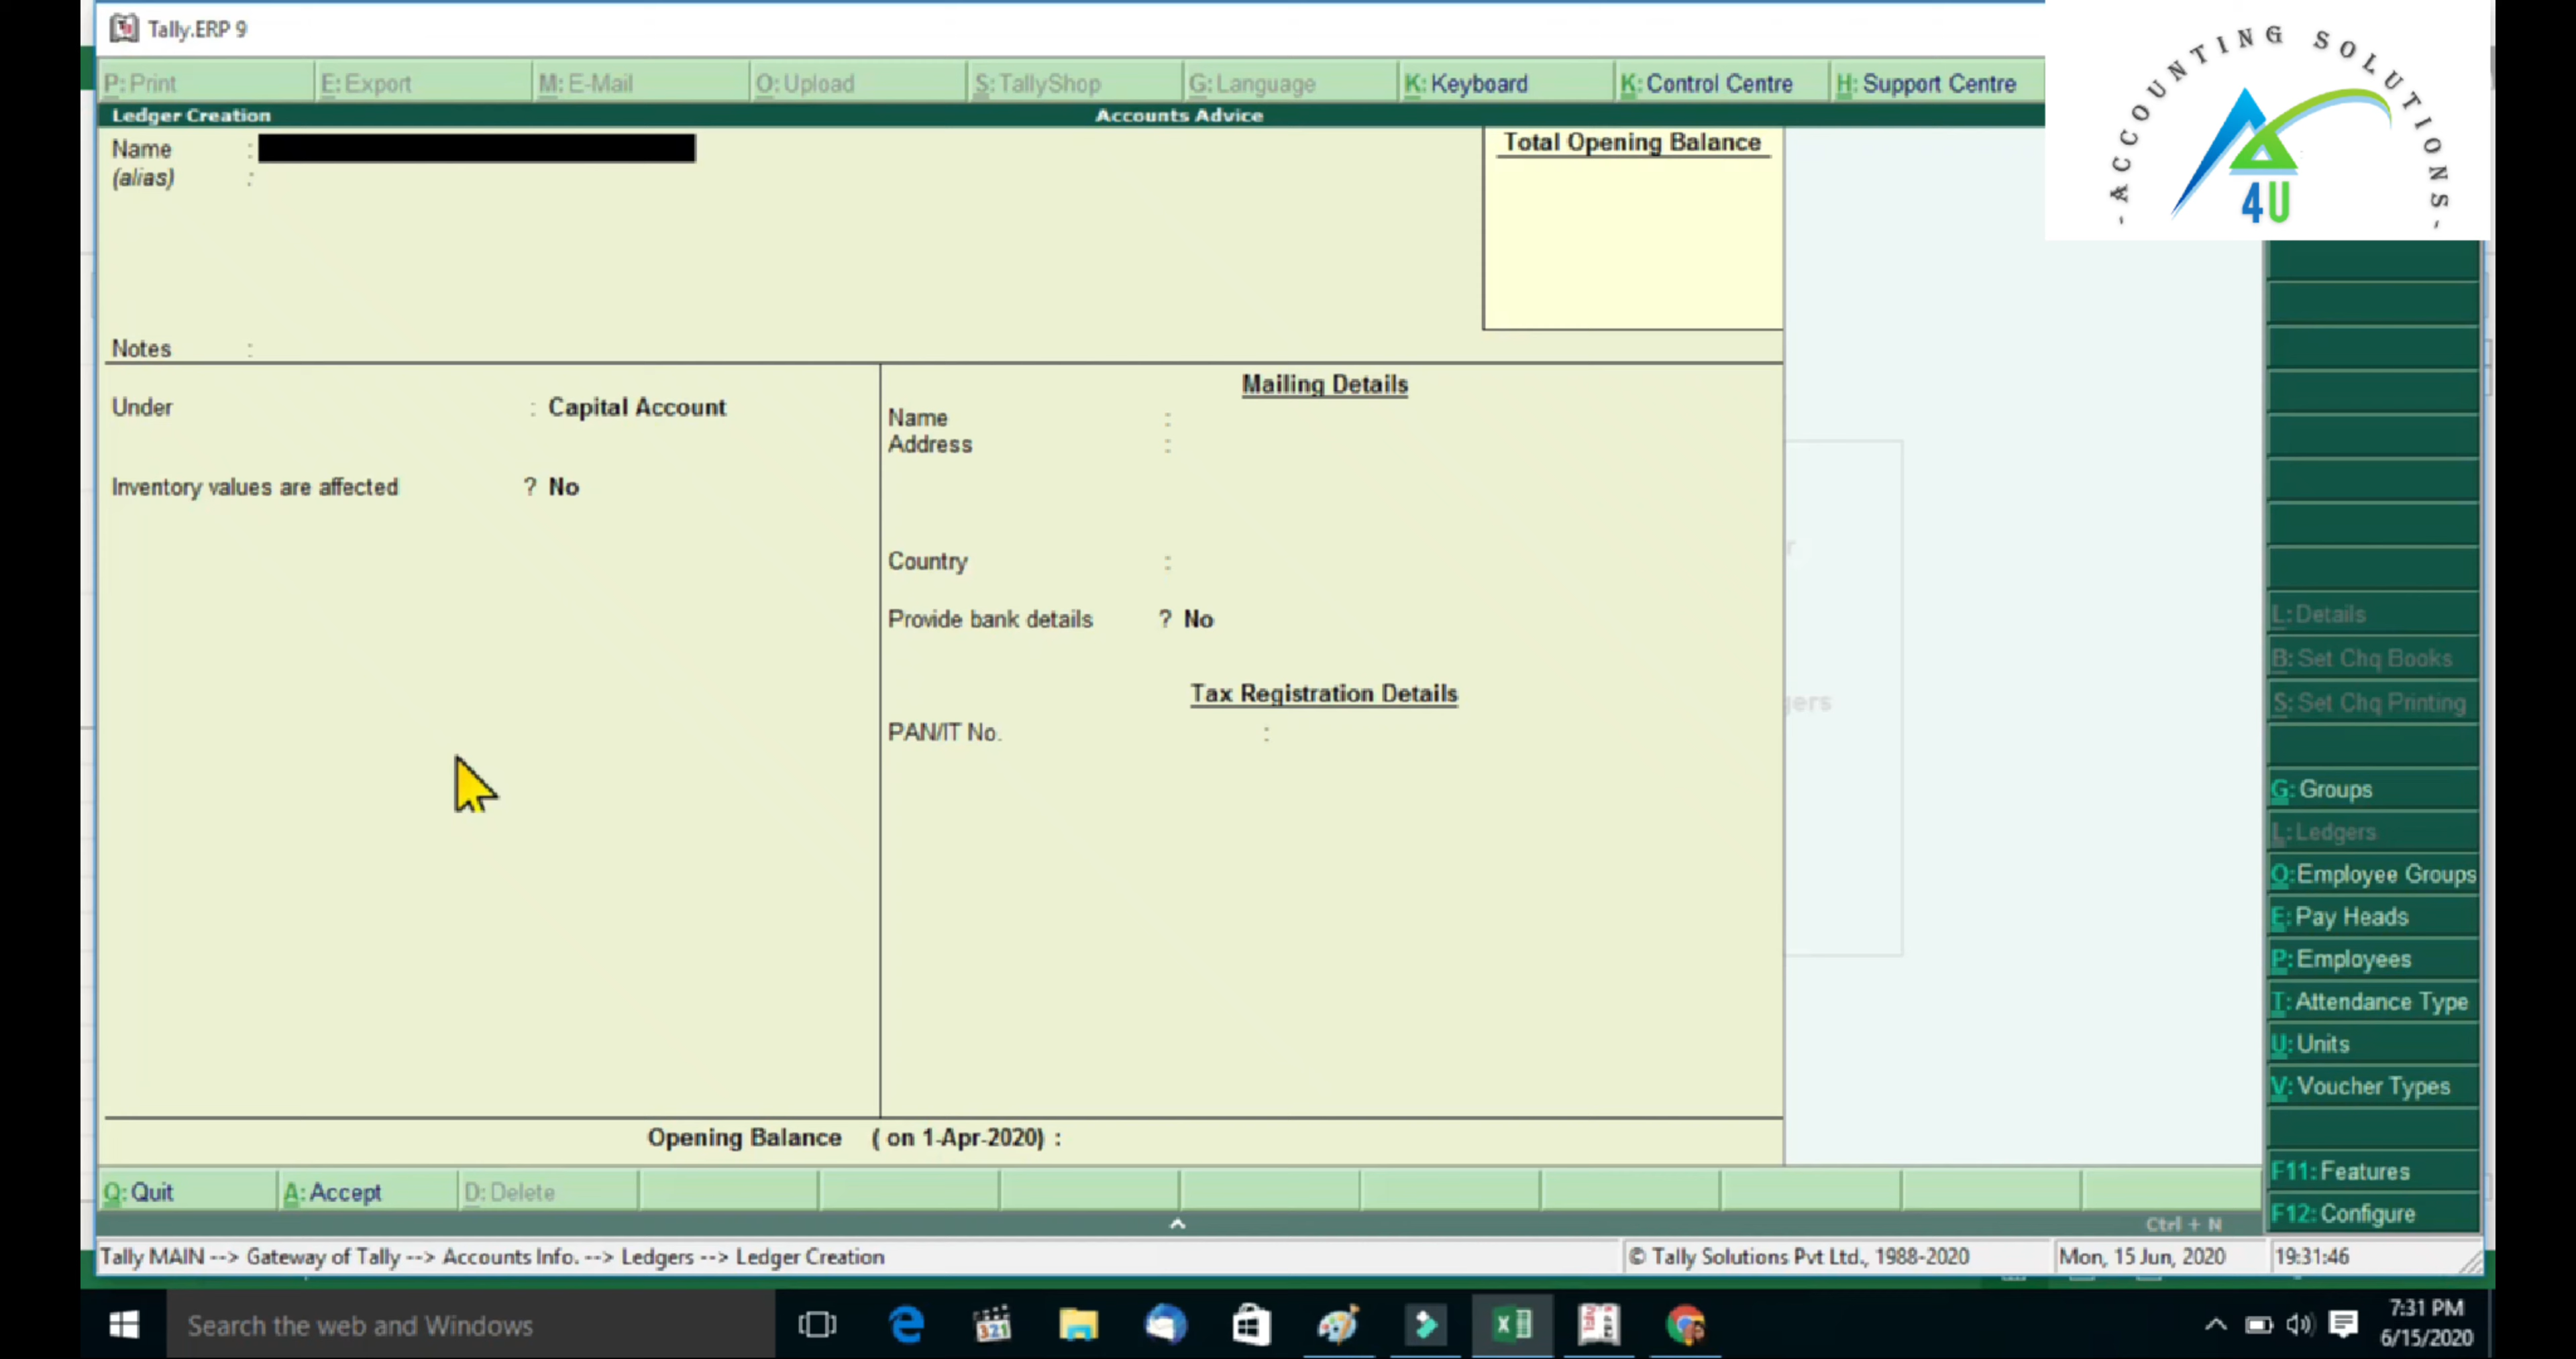 Tally.ERP 9
P: Print E: Export M: E-Mail O: Upload S: TallyShop G: Language K: Keyboard K: Control Centre H: Support Centre
- ACCOUNTING SOLUTIONS -
4U
Ledger Creation Accounts Advice
Name :
(alias) :
Total Opening Balance
Notes :
Under : Capital Account
Inventory values are affected ? No
Mailing Details
Name :
Address :
Country :
Provide bank details ? No
Tax Registration Details
PAN/IT No. :
Opening Balance ( on 1-Apr-2020) :
L: Details
B: Set Chq Books
S: Set Chq Printing
G: Groups
L: Ledgers
O: Employee Groups
E: Pay Heads
P: Employees
T: Attendance Type
U: Units
V: Voucher Types
F11: Features
F12: Configure
Q: Quit A: Accept D: Delete
Ctrl + N
Tally MAIN --> Gateway of Tally --> Accounts Info. --> Ledgers --> Ledger Creation © Tally Solutions Pvt Ltd., 1988-2020 Mon, 15 Jun, 2020 19:31:46
Search the web and Windows
321
7:31 PM
6/15/2020